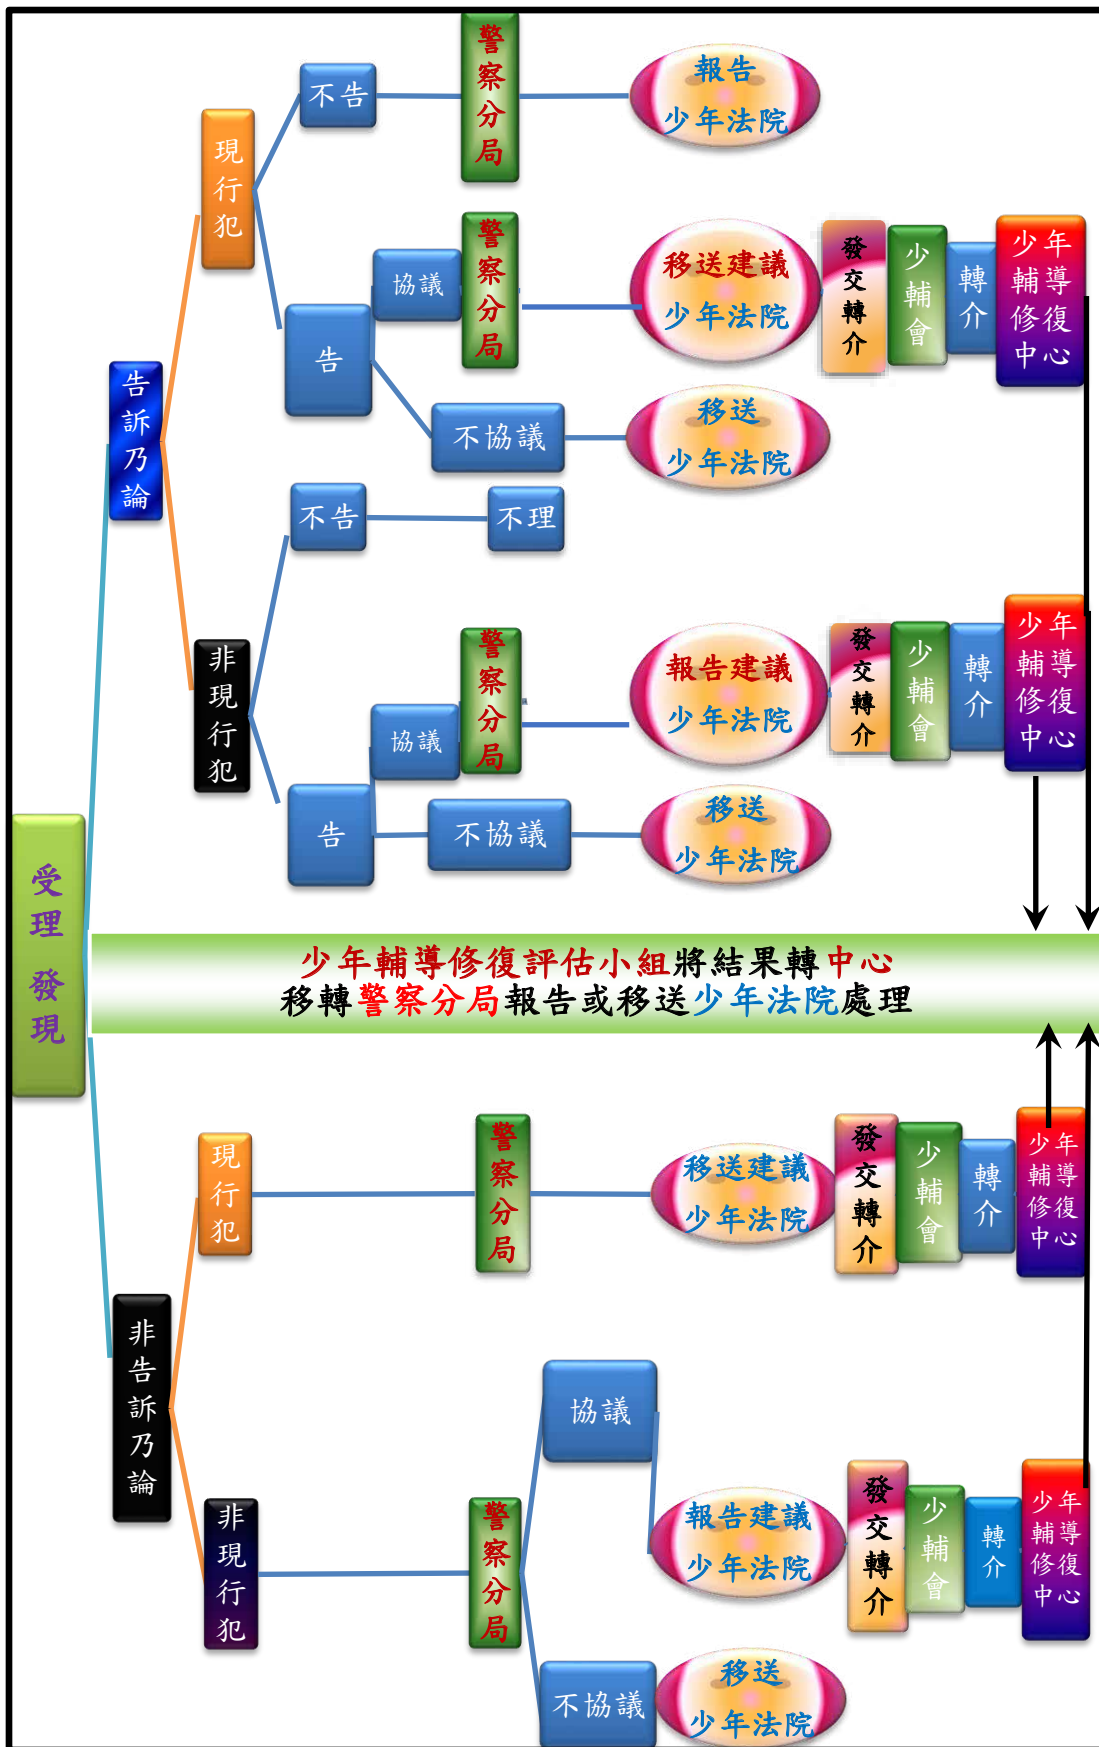 受理 發現
告訴乃論
現行犯
不告
警察分局
報告
少年法院
告
協議
警察分局
移送建議
少年法院
發交轉介
少輔會
轉介
少年
輔導
修復
中心
不協議
移送
少年法院
非現行犯
不告
不理
告
協議
警察分局
報告建議
少年法院
發交轉介
少輔會
轉介
少年
輔導
修復
中心
不協議
移送
少年法院
少年輔導修復評估小組將結果轉中心
移轉警察分局報告或移送少年法院處理
非告訴乃論
現行犯
警察分局
移送建議
少年法院
發交轉介
少輔會
轉介
少年
輔導
修復
中心
非現行犯
警察分局
協議
報告建議
少年法院
發交轉介
少輔會
轉介
少年
輔導
修復
中心
不協議
移送
少年法院